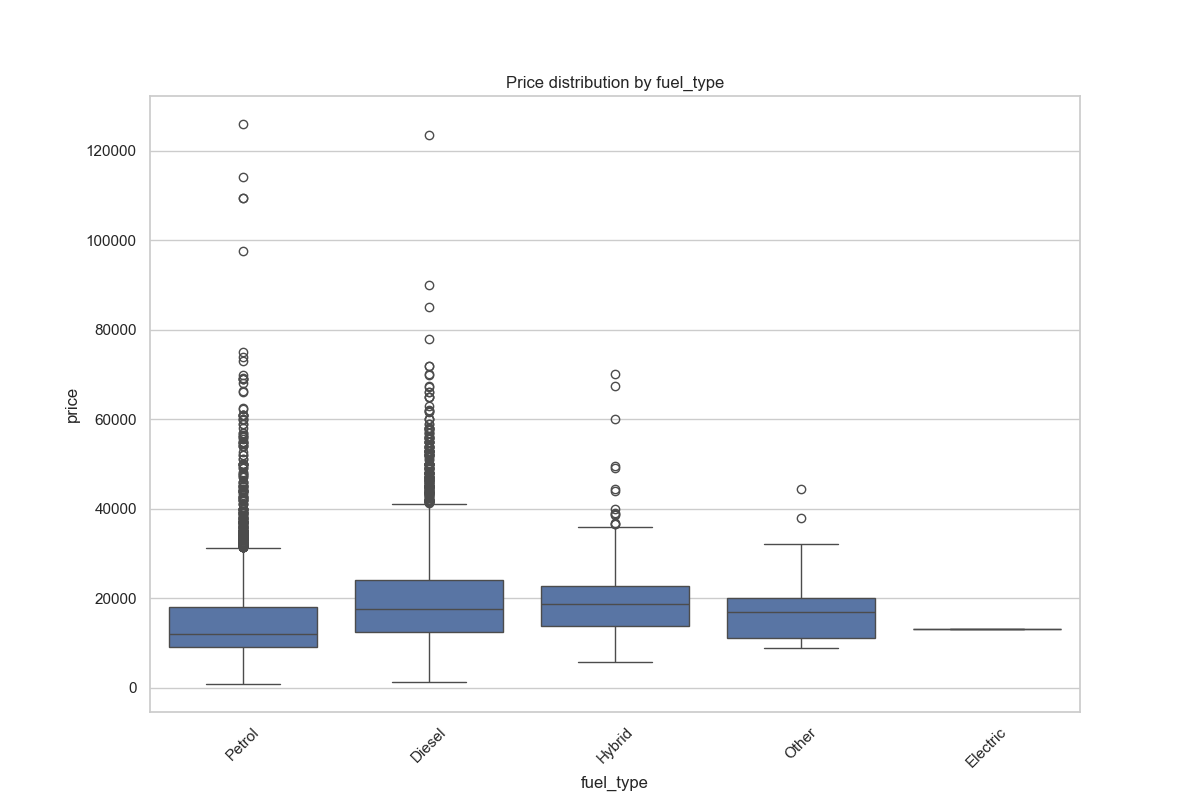 Price distribution by fuel_type
120000
100000
80000
60000
40000
20000
0
price
Petrol
Diesel
Hybrid
Other
Electric
fuel_type